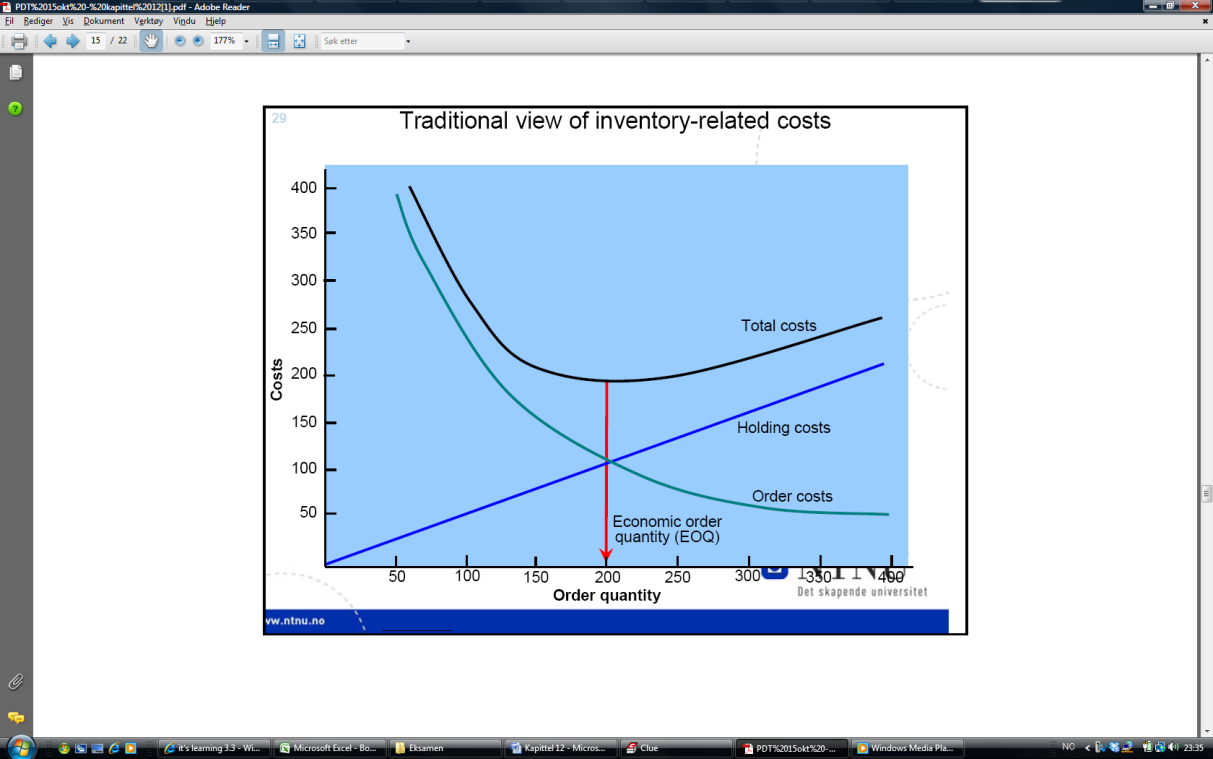 PDT%2015okt%20-%20kapittel%2012[1].pdf - Adobe Reader
Fil Rediger Vis Dokument Verktøy Vindu Hjelp
15 / 22 177% Søk etter
29
Traditional view of inventory-related costs
400
350
300
250
200
150
100
50
Costs
Total costs
Holding costs
Order costs
Economic order
quantity (EOQ)
50 100 150 200 250 300 350 400
Order quantity
Det skapende universitet
ww.ntnu.no
it's learning 3.3 - Wi... Microsoft Excel - Bo... Eksamen Kapittel 12 - Micros... Clue PDT%2015okt%20-... Windows Media Pla... NO 23:35